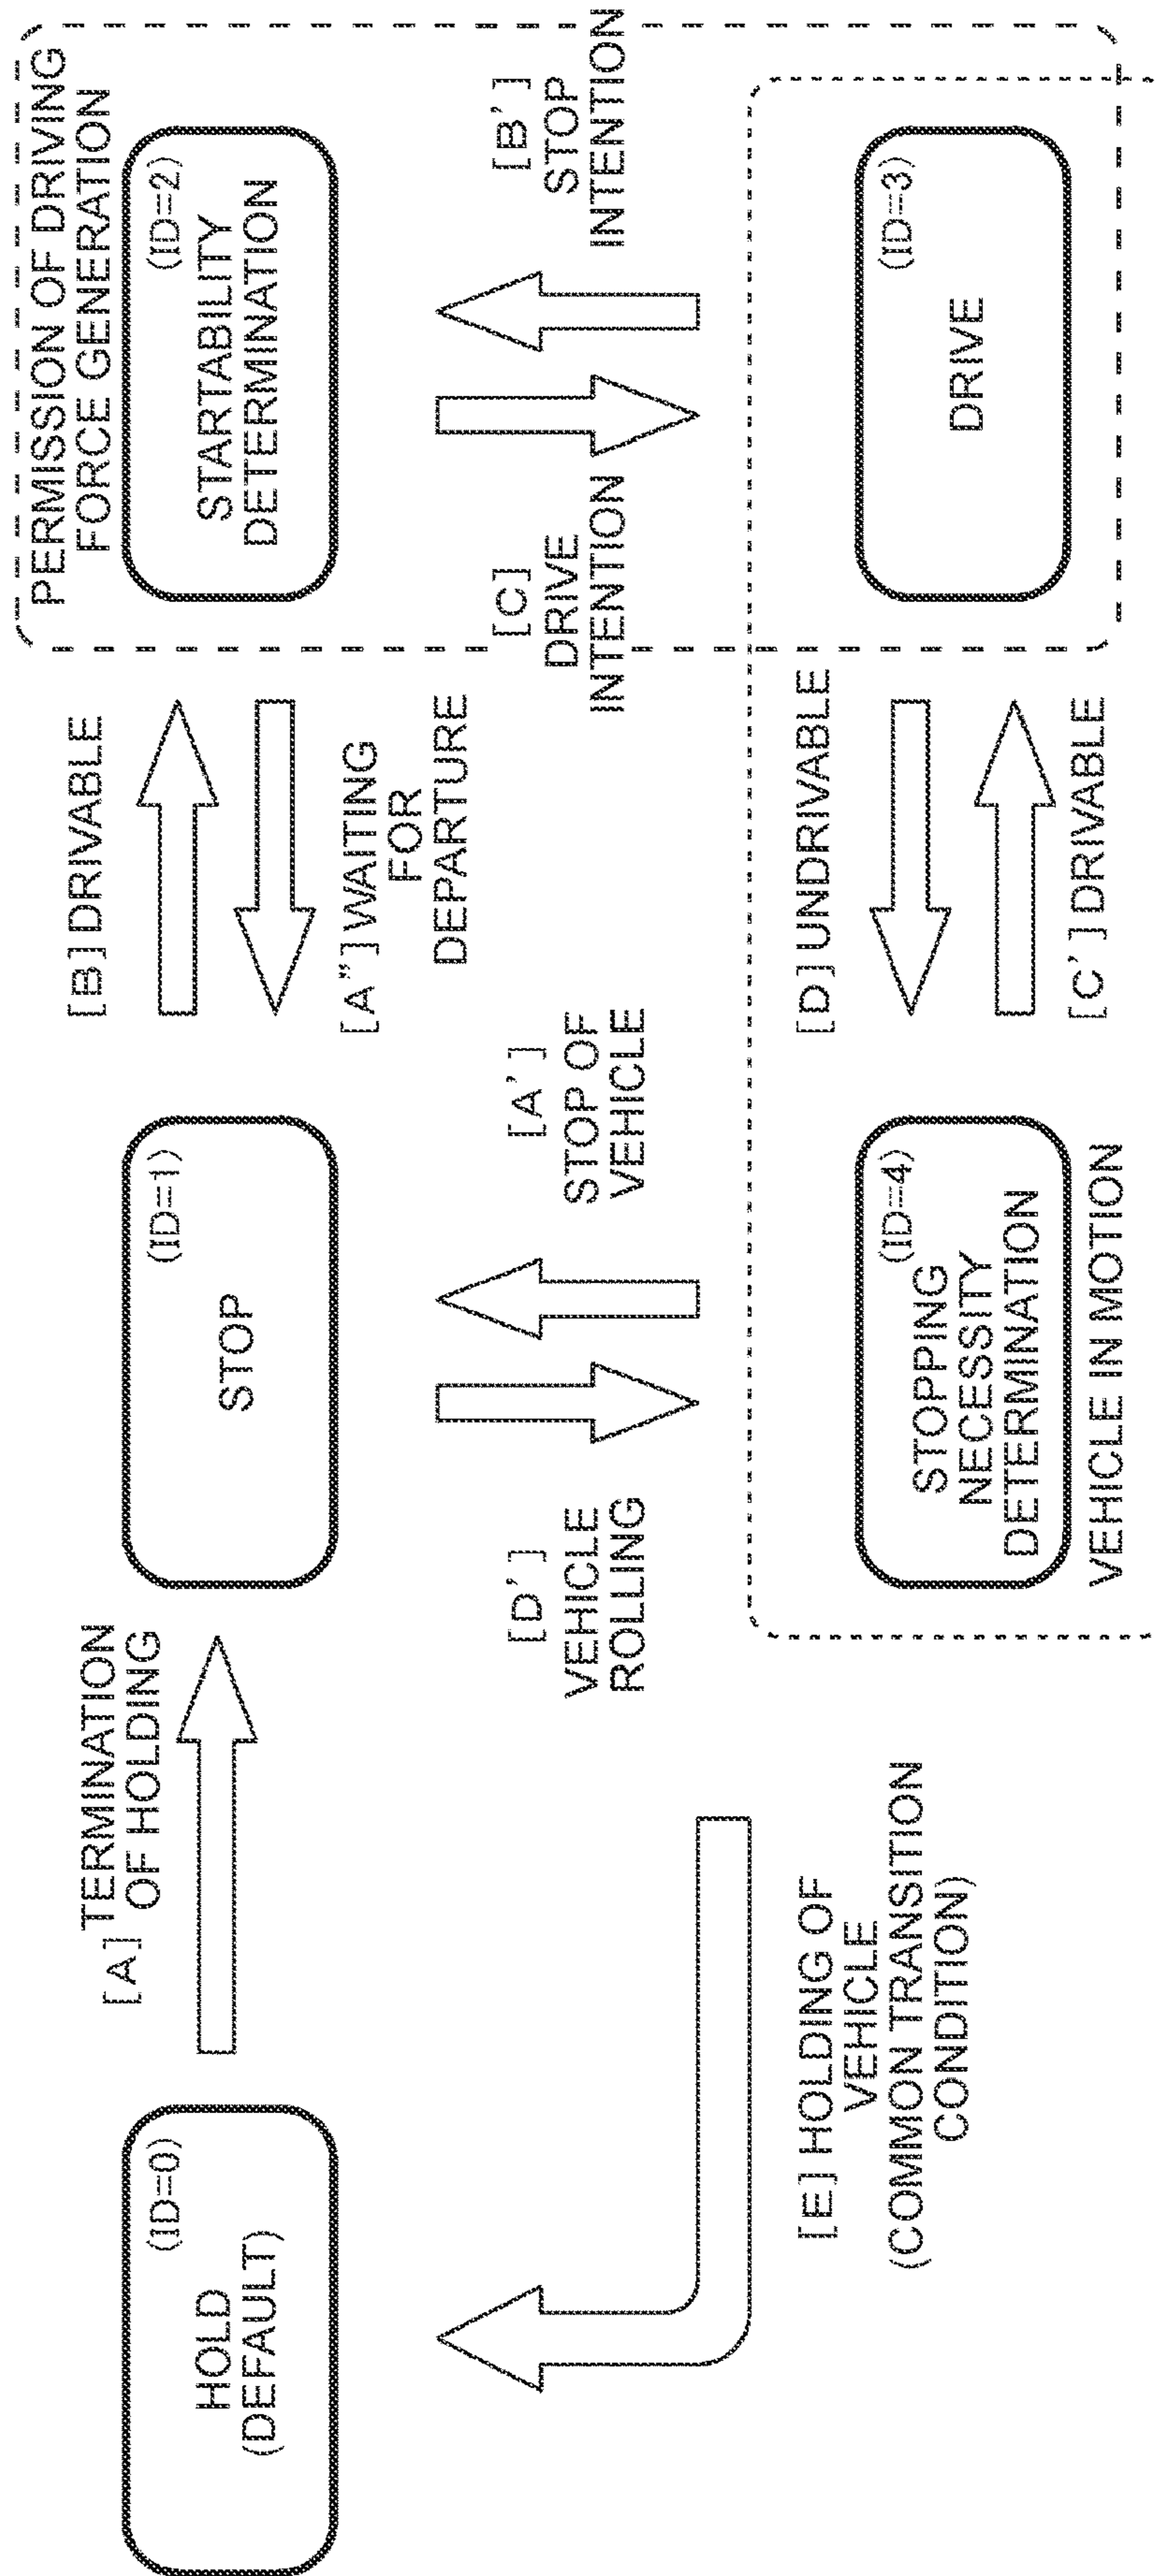 (ID=0)
HOLD
(DEFAULT)
TERMINATION
[A] OF HOLDING
(ID=1)
STOP
[B] DRIVABLE
[A"] WAITING
FOR
DEPARTURE
PERMISSION OF DRIVING
FORCE GENERATION
(ID=2)
STARTABILITY
DETERMINATION
[E] HOLDING OF
VEHICLE
(COMMON TRANSITION
CONDITION)
[D']
VEHICLE
ROLLING
[A']
STOP OF
VEHICLE
[C]
DRIVE
INTENTION
[B']
STOP
INTENTION
(ID=4)
STOPPING
NECESSITY
DETERMINATION
VEHICLE IN MOTION
[D] UNDRIVABLE
[C'] DRIVABLE
(ID=3)
DRIVE